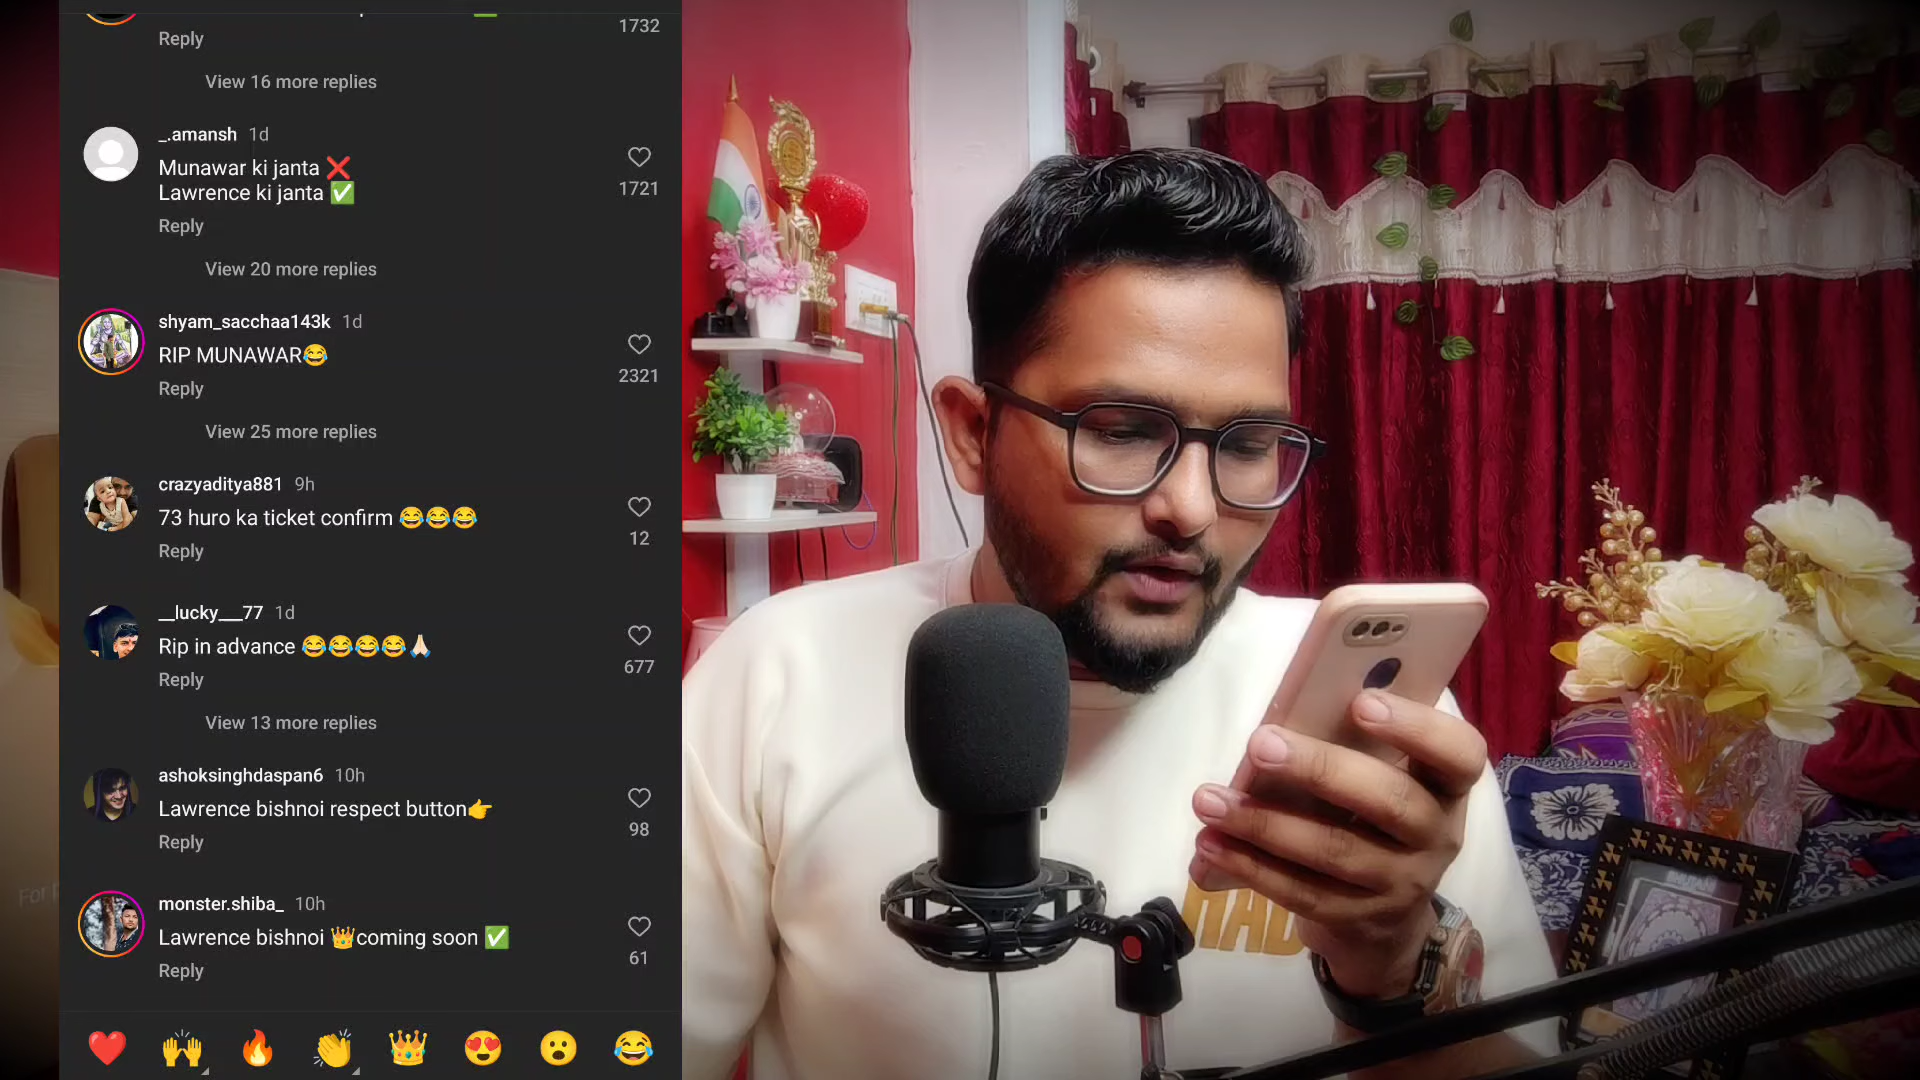 1732
Reply
View 16 more replies
_.amansh 1d
Munawar ki janta ❌
Lawrence ki janta ✅
1721
Reply
View 20 more replies
shyam_sacchaa143k 1d
RIP MUNAWAR😂
2321
Reply
View 25 more replies
crazyaditya881 9h
73 huro ka ticket confirm 😂😂😂
12
Reply
__lucky___77 1d
Rip in advance 😂😂😂😂🙏🏻
677
Reply
View 13 more replies
ashoksinghdaspan6 10h
Lawrence bishnoi respect button👉
98
Reply
monster.shiba_ 10h
Lawrence bishnoi 👑coming soon ✅
61
Reply